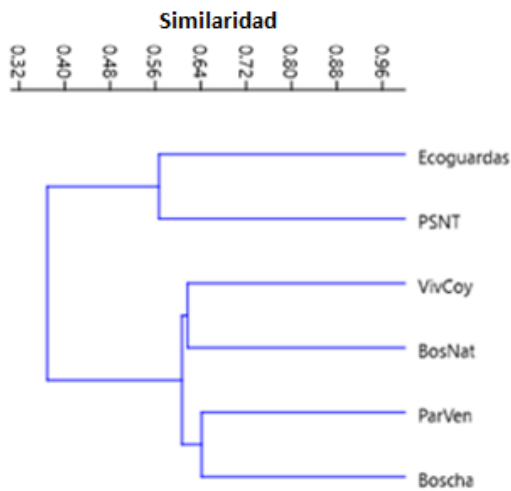 Similaridad
0.32 0.40 0.48 0.56 0.64 0.72 0.80 0.88 0.96
Ecoguardas
PSNT
VivCoy
BosNat
ParVen
Boscha